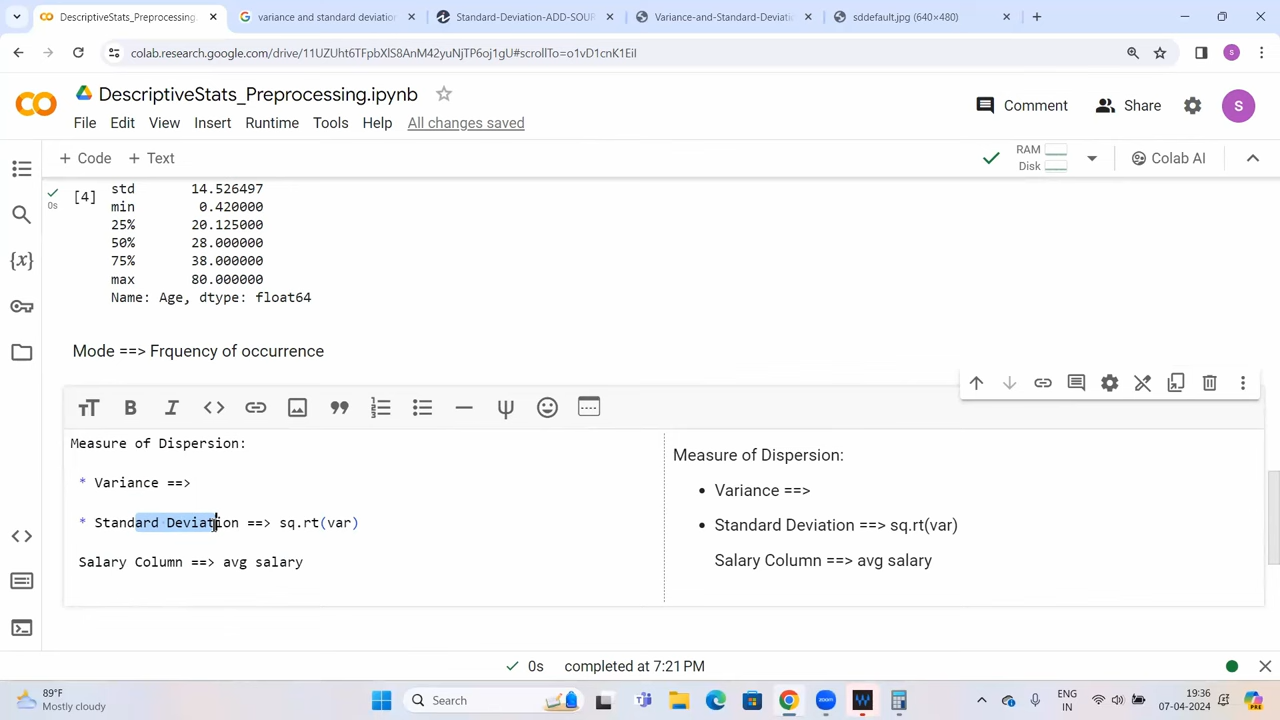 DescriptiveStats_Preprocessing.
variance and standard deviation
Standard-Deviation-ADD-SOUR
Variance-and-Standard-Deviatio
sddefault.jpg (640×480)
colab.research.google.com/drive/11UZUht6TFpbXlS8AnM42yuNjTP6oj1gU#scrollTo=o1vD1cnK1EiI
S
DescriptiveStats_Preprocessing.ipynb
Comment
Share
S
File Edit View Insert Runtime Tools Help All changes saved
+ Code + Text
RAM
Disk
Colab AI
[4]
0s
std 14.526497
min 0.420000
25% 20.125000
50% 28.000000
75% 38.000000
max 80.000000
Name: Age, dtype: float64
Mode ==> Frquency of occurrence
Measure of Dispersion:
* Variance ==>
* Standard Deviation ==> sq.rt(var)
Salary Column ==> avg salary
Measure of Dispersion:
• Variance ==>
• Standard Deviation ==> sq.rt(var)
Salary Column ==> avg salary
0s completed at 7:21 PM
89°F
Mostly cloudy
Search
ENG
IN
19:36
07-04-2024